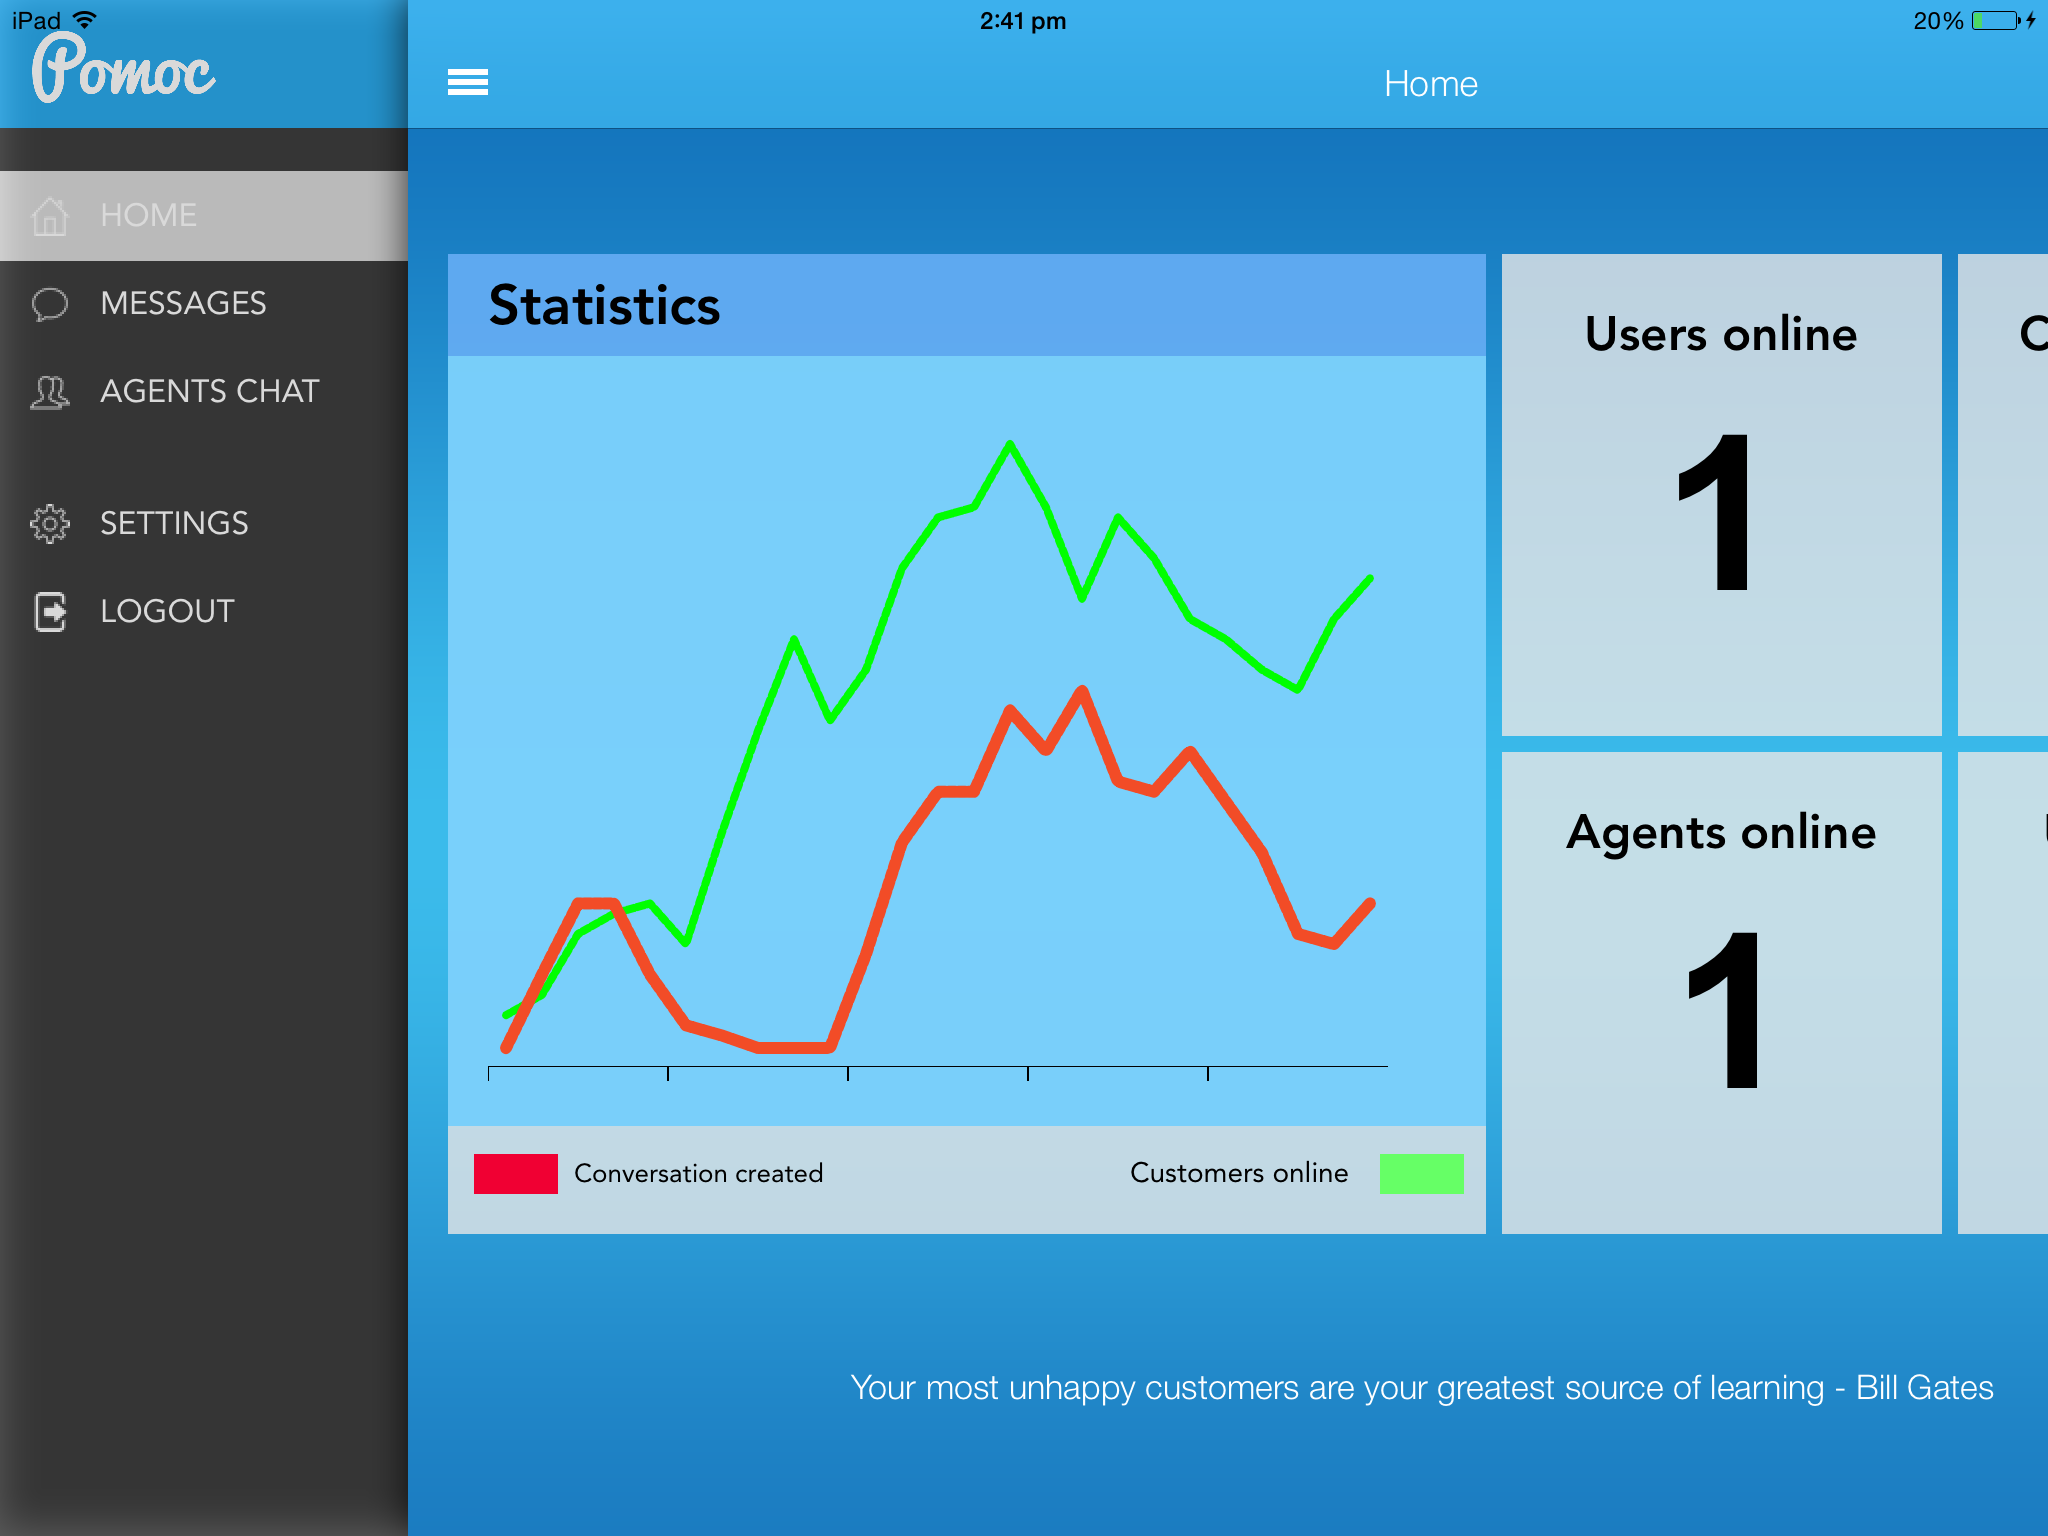 iPad
2:41 pm
20%
Pomoc
Home
HOME
MESSAGES
AGENTS CHAT
SETTINGS
LOGOUT
Statistics
Conversation created
Customers online
Users online
1
Agents online
1
Your most unhappy customers are your greatest source of learning - Bill Gates